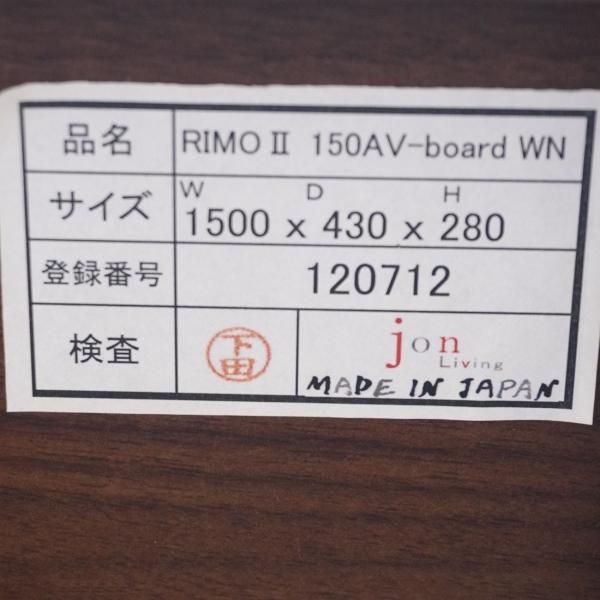 品名 RIMO II 150AV-board WN
サイズ W D H
1500 x 430 x 280
登録番号 120712
検査 下田 jon
Living
MADE IN JAPAN